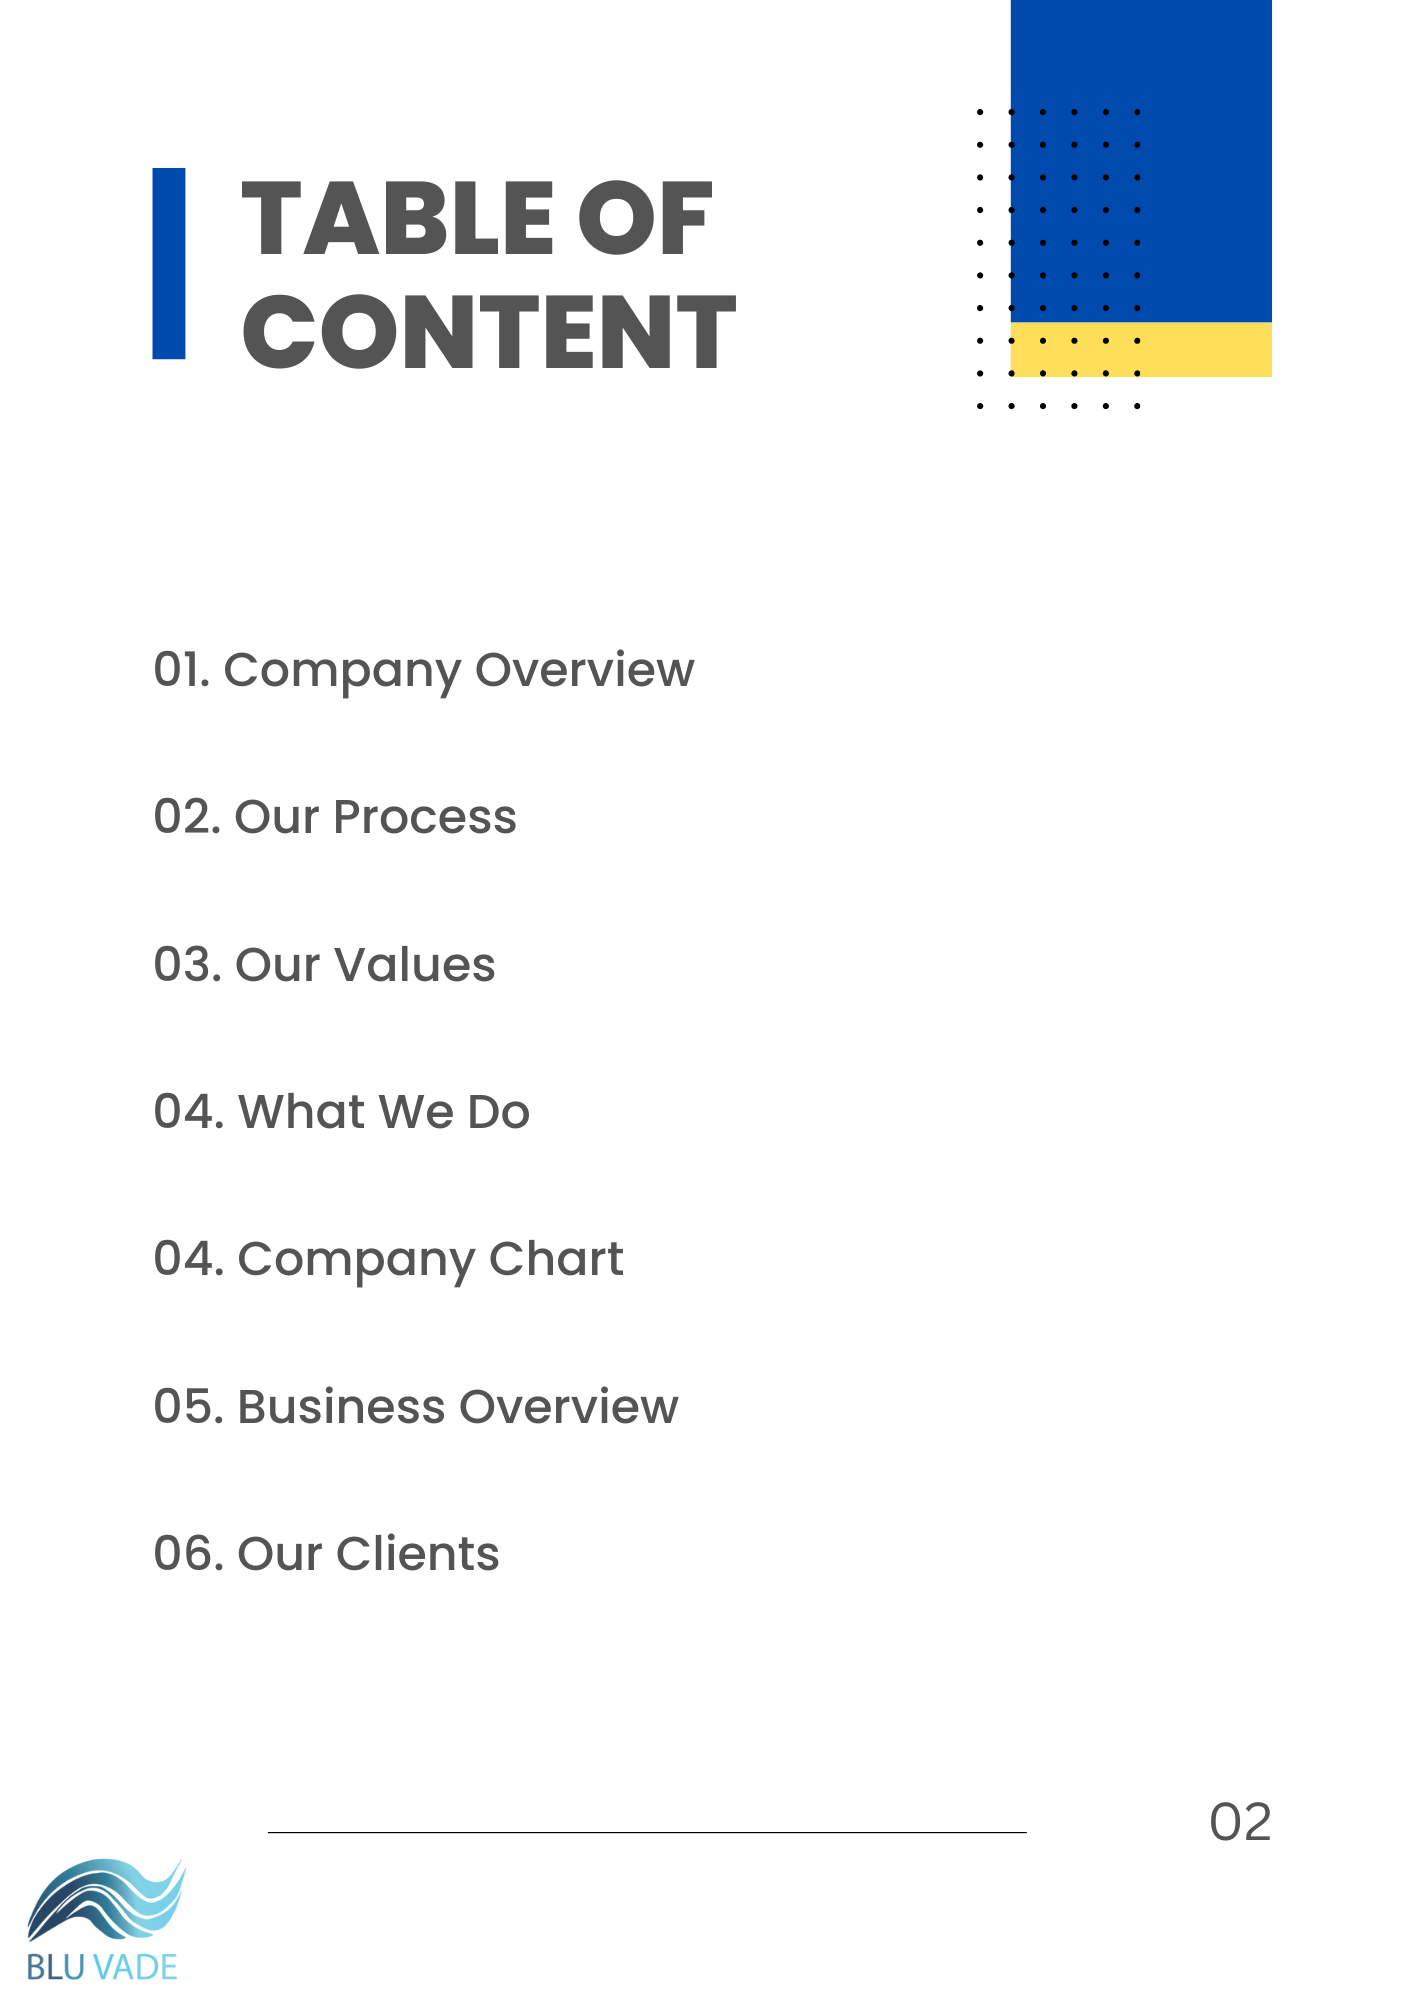 TABLE OF
CONTENT
01. Company Overview
02. Our Process
03. Our Values
04. What We Do
04. Company Chart
05. Business Overview
06. Our Clients
02
BLU VADE